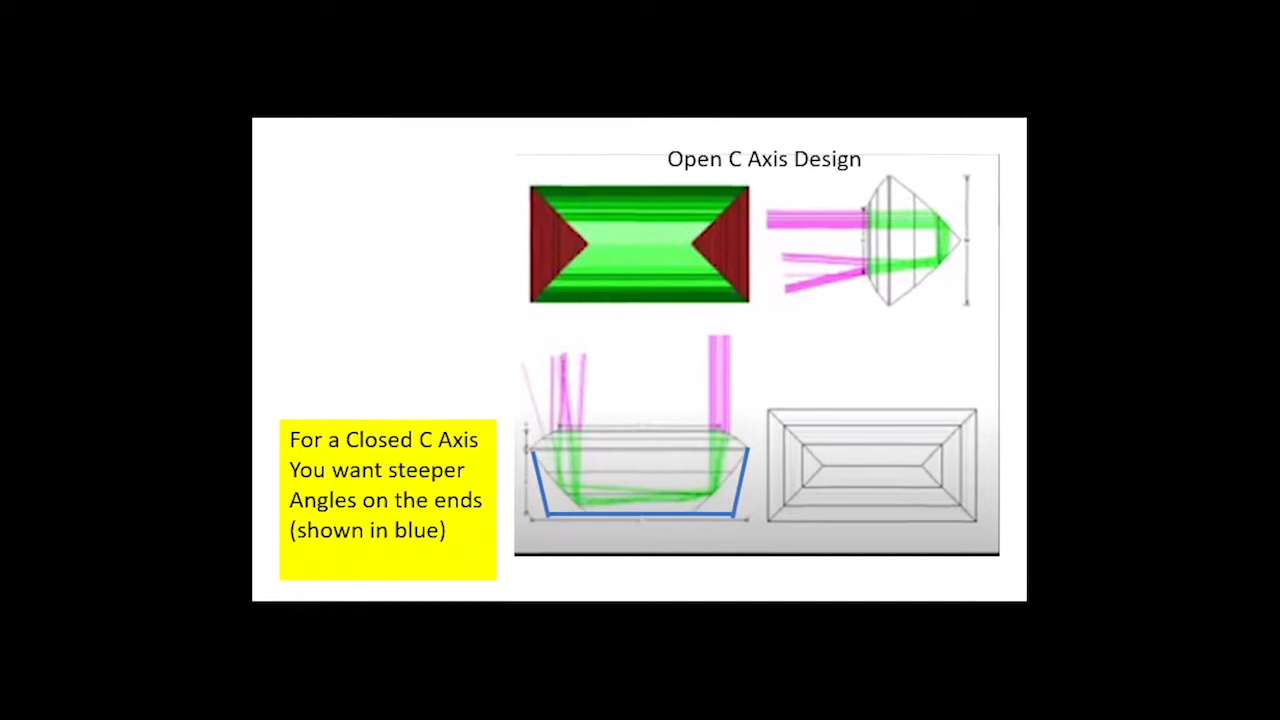 Open C Axis Design
For a Closed C Axis
You want steeper
Angles on the ends
(shown in blue)